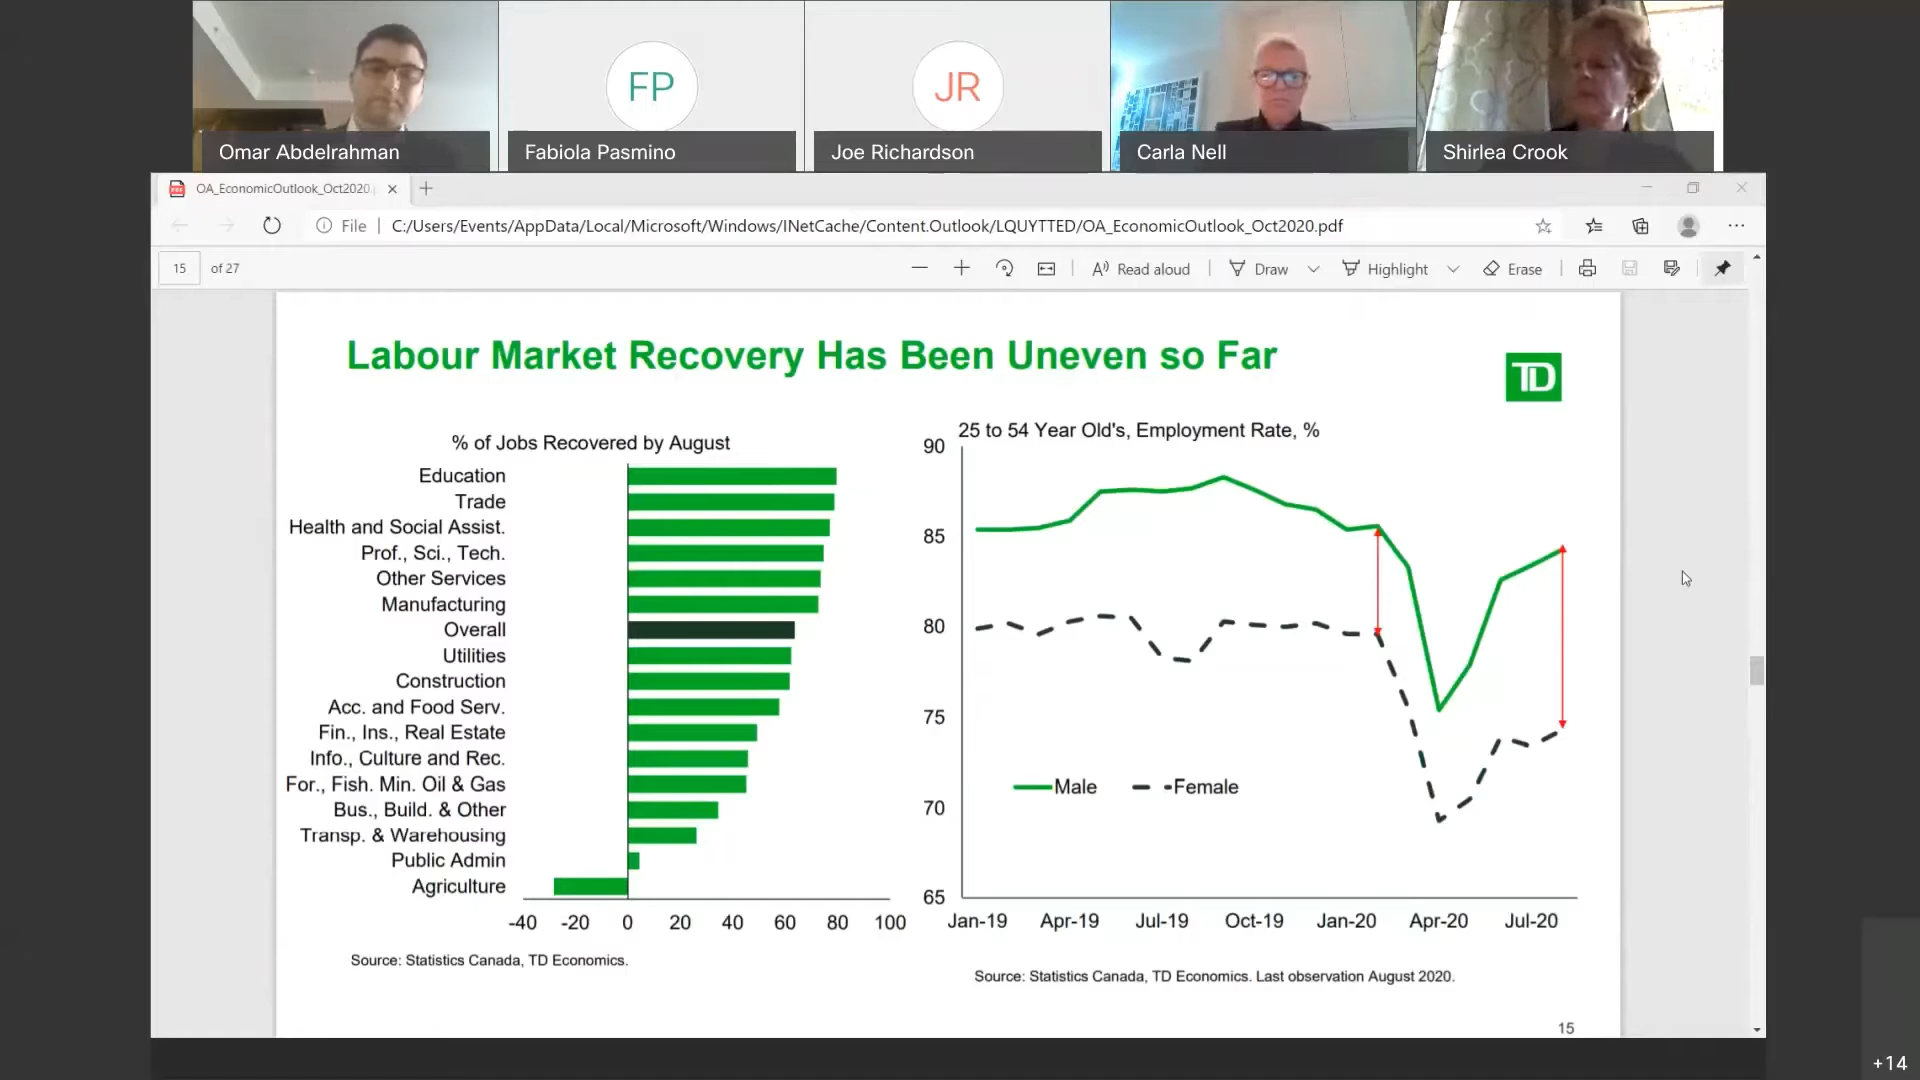 FP
JR
Omar Abdelrahman
Fabiola Pasmino
Joe Richardson
Carla Nell
Shirlea Crook
OA_EconomicOutlook_Oct2020
File
C:/Users/Events/AppData/Local/Microsoft/Windows/INetCache/Content.Outlook/LQUYTTED/OA_EconomicOutlook_Oct2020.pdf
15 of 27
Read aloud
Draw
Highlight
Erase
Labour Market Recovery Has Been Uneven so Far
TD
% of Jobs Recovered by August
Education
Trade
Health and Social Assist.
Prof., Sci., Tech.
Other Services
Manufacturing
Overall
Utilities
Construction
Acc. and Food Serv.
Fin., Ins., Real Estate
Info., Culture and Rec.
For., Fish. Min. Oil & Gas
Bus., Build. & Other
Transp. & Warehousing
Public Admin
Agriculture
-40 -20 0 20 40 60 80 100
Source: Statistics Canada, TD Economics.
25 to 54 Year Old's, Employment Rate, %
90
85
80
75
70
65
Male
Female
Jan-19 Apr-19 Jul-19 Oct-19 Jan-20 Apr-20 Jul-20
Source: Statistics Canada, TD Economics. Last observation August 2020.
15
+14